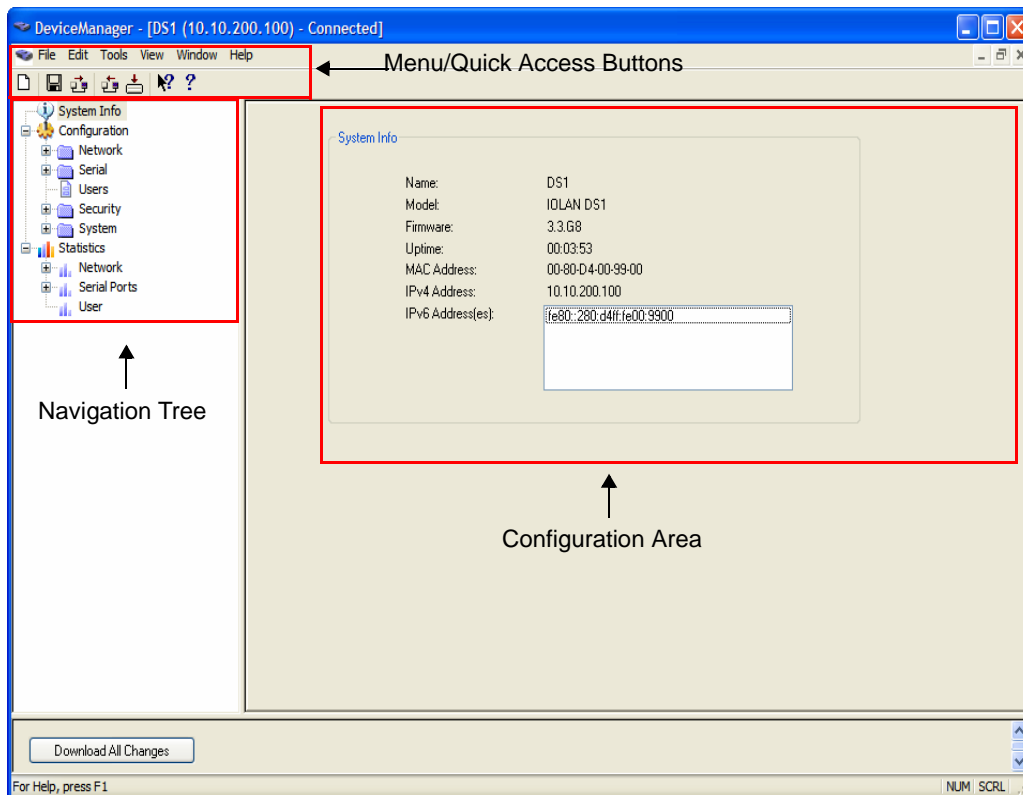 DeviceManager - [DS1 (10.10.200.100) - Connected]
File Edit Tools View Window Help
Menu/Quick Access Buttons
System Info
Configuration
Network
Serial
Users
Security
System
Statistics
Network
Serial Ports
User
Navigation Tree
System Info
Name: DS1
Model: IOLAN DS1
Firmware: 3.3.G8
Uptime: 00:03:53
MAC Address: 00-80-D4-00-99-00
IPv4 Address: 10.10.200.100
IPv6 Address(es): fe80::280:d4ff:fe00:9900
Configuration Area
Download All Changes
For Help, press F1
NUM SCRL